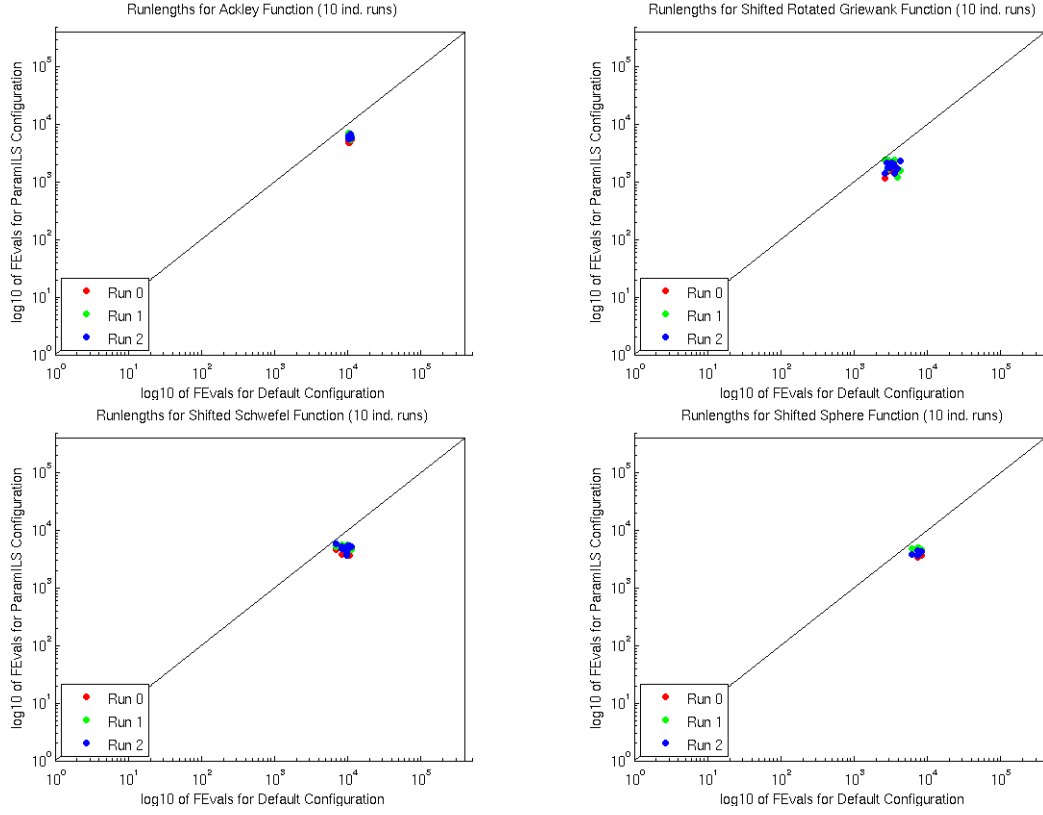 Runlengths for Ackley Function (10 ind. runs)
log10 of FEvals for ParamILS Configuration
10^5
10^4
10^3
10^2
10^1
10^0
Run 0
Run 1
Run 2
10^0 10^1 10^2 10^3 10^4 10^5
log10 of FEvals for Default Configuration
Runlengths for Shifted Rotated Griewank Function (10 ind. runs)
log10 of FEvals for ParamILS Configuration
10^5
10^4
10^3
10^2
10^1
10^0
Run 0
Run 1
Run 2
10^0 10^1 10^2 10^3 10^4 10^5
log10 of FEvals for Default Configuration
Runlengths for Shifted Schwefel Function (10 ind. runs)
log10 of FEvals for ParamILS Configuration
10^5
10^4
10^3
10^2
10^1
10^0
Run 0
Run 1
Run 2
10^0 10^1 10^2 10^3 10^4 10^5
log10 of FEvals for Default Configuration
Runlengths for Shifted Sphere Function (10 ind. runs)
log10 of FEvals for ParamILS Configuration
10^5
10^4
10^3
10^2
10^1
10^0
Run 0
Run 1
Run 2
10^0 10^1 10^2 10^3 10^4 10^5
log10 of FEvals for Default Configuration